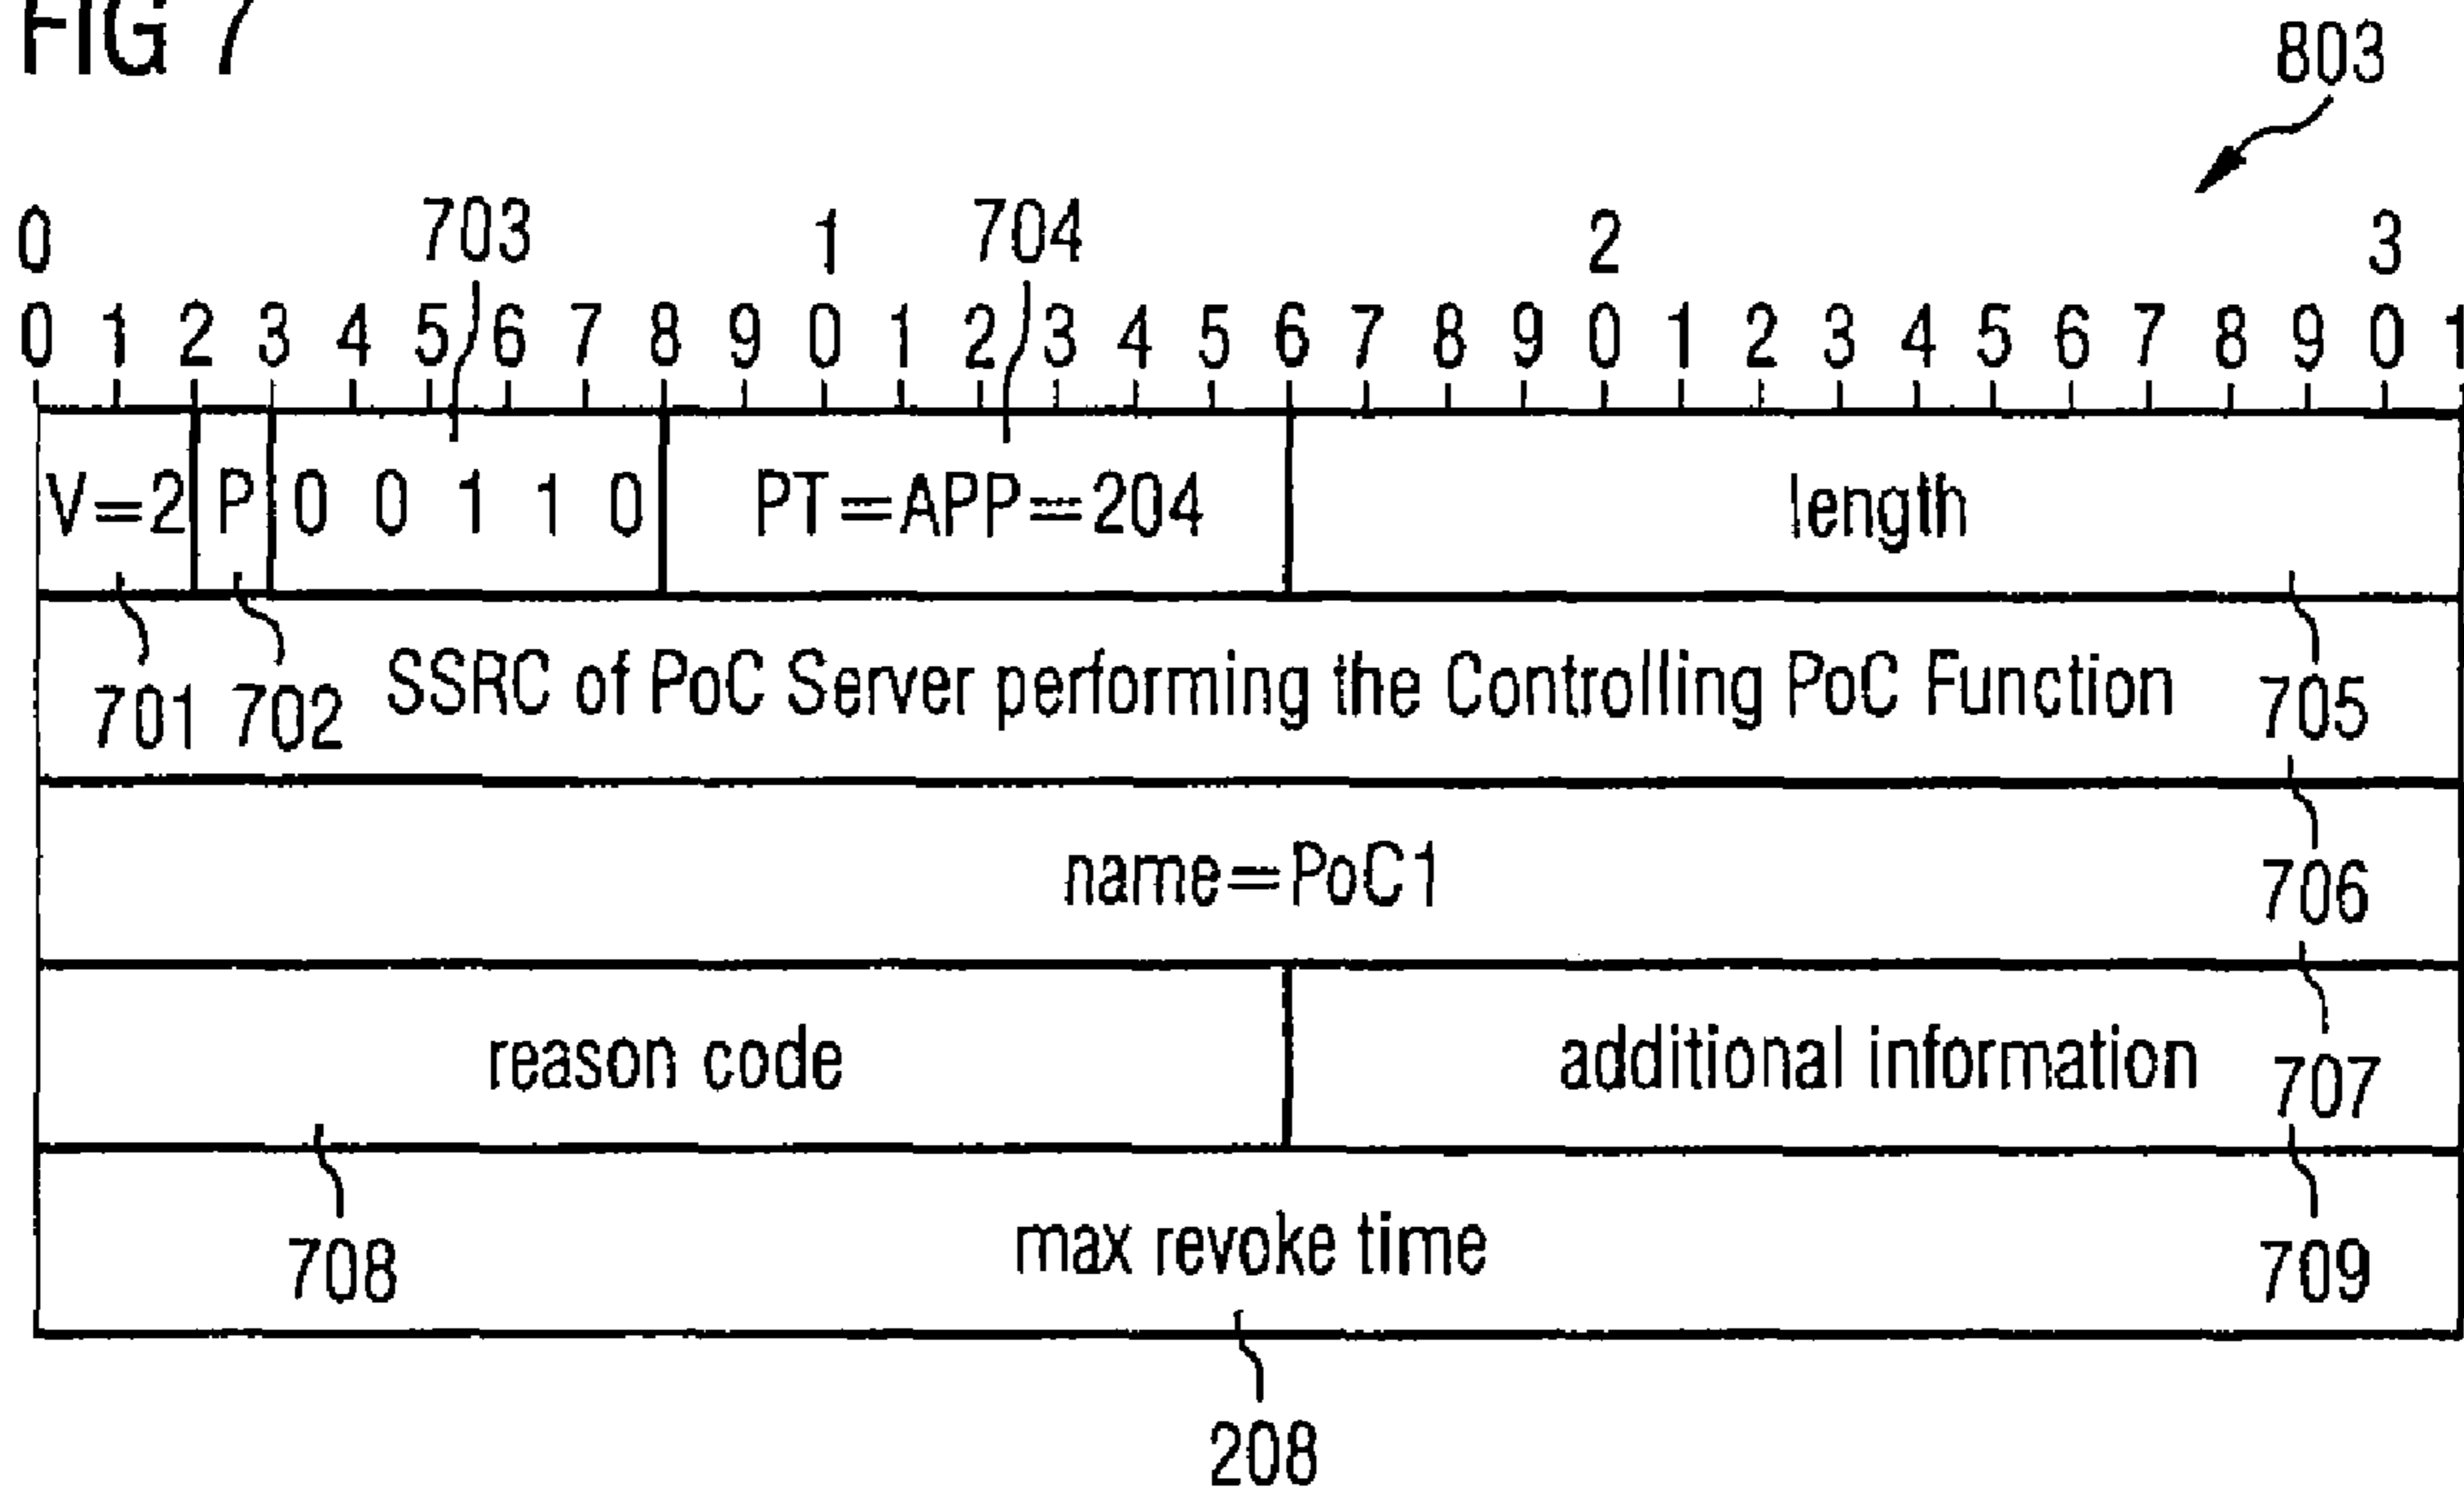 FIG 7
803
0 703 1 704 2 3
0 1 2 3 4 5 6 7 8 9 0 1 2 3 4 5 6 7 8 9 0 1 2 3 4 5 6 7 8 9 0 1
V=2 P 0 0 1 1 0 PT=APP=204 length
701 702 SSRC of PoC Server performing the Controlling PoC Function 705
name=PoC1 706
reason code additional information 707
708 max revoke time 709
208